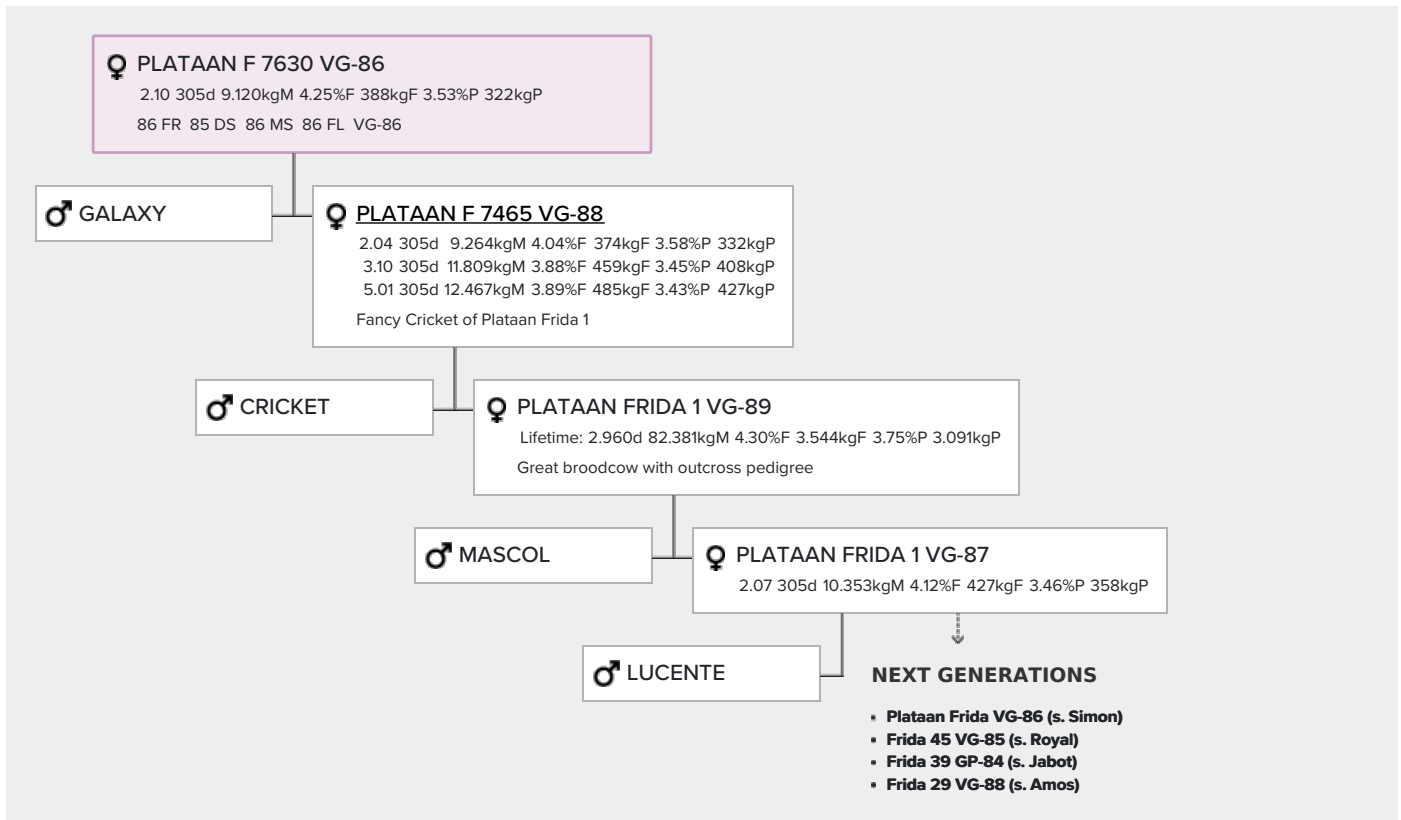 PLATAAN F 7630 VG-86
2.10 305d 9.120kgM 4.25%F 388kgF 3.53%P 322kgP
86 FR 85 DS 86 MS 86 FL VG-86
GALAXY
PLATAAN F 7465 VG-88
2.04 305d 9.264kgM 4.04%F 374kgF 3.58%P 332kgP
3.10 305d 11.809kgM 3.88%F 459kgF 3.45%P 408kgP
5.01 305d 12.467kgM 3.89%F 485kgF 3.43%P 427kgP
Fancy Cricket of Plataan Frida 1
CRICKET
PLATAAN FRIDA 1 VG-89
Lifetime: 2.960d 82.381kgM 4.30%F 3.544kgF 3.75%P 3.091kgP
Great broodcow with outcross pedigree
MASCOL
PLATAAN FRIDA 1 VG-87
2.07 305d 10.353kgM 4.12%F 427kgF 3.46%P 358kgP
LUCENTE
NEXT GENERATIONS
• Plataan Frida VG-86 (s. Simon)
• Frida 45 VG-85 (s. Royal)
• Frida 39 GP-84 (s. Jabot)
• Frida 29 VG-88 (s. Amos)